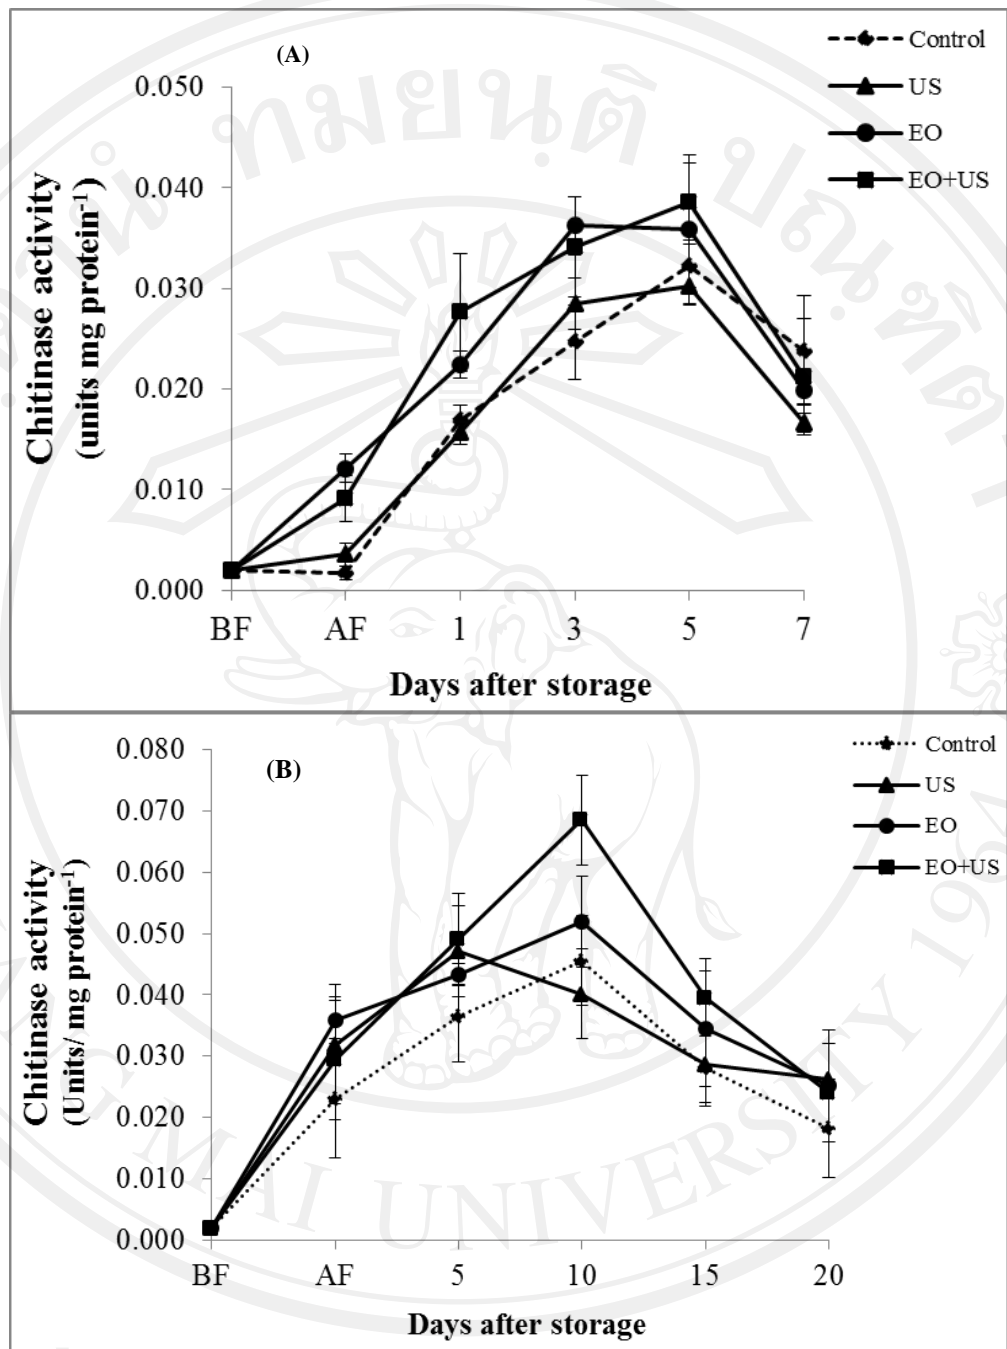 (A)
Control
US
EO
EO+US
0.050
0.040
0.030
0.020
0.010
0.000
Chitinase activity
(units mg protein⁻¹)
BF AF 1 3 5 7
Days after storage
(B)
Control
US
EO
EO+US
0.080
0.070
0.060
0.050
0.040
0.030
0.020
0.010
0.000
Chitinase activity
(Units/ mg protein⁻¹)
BF AF 5 10 15 20
Days after storage
MAI UNIVERSITY 1964